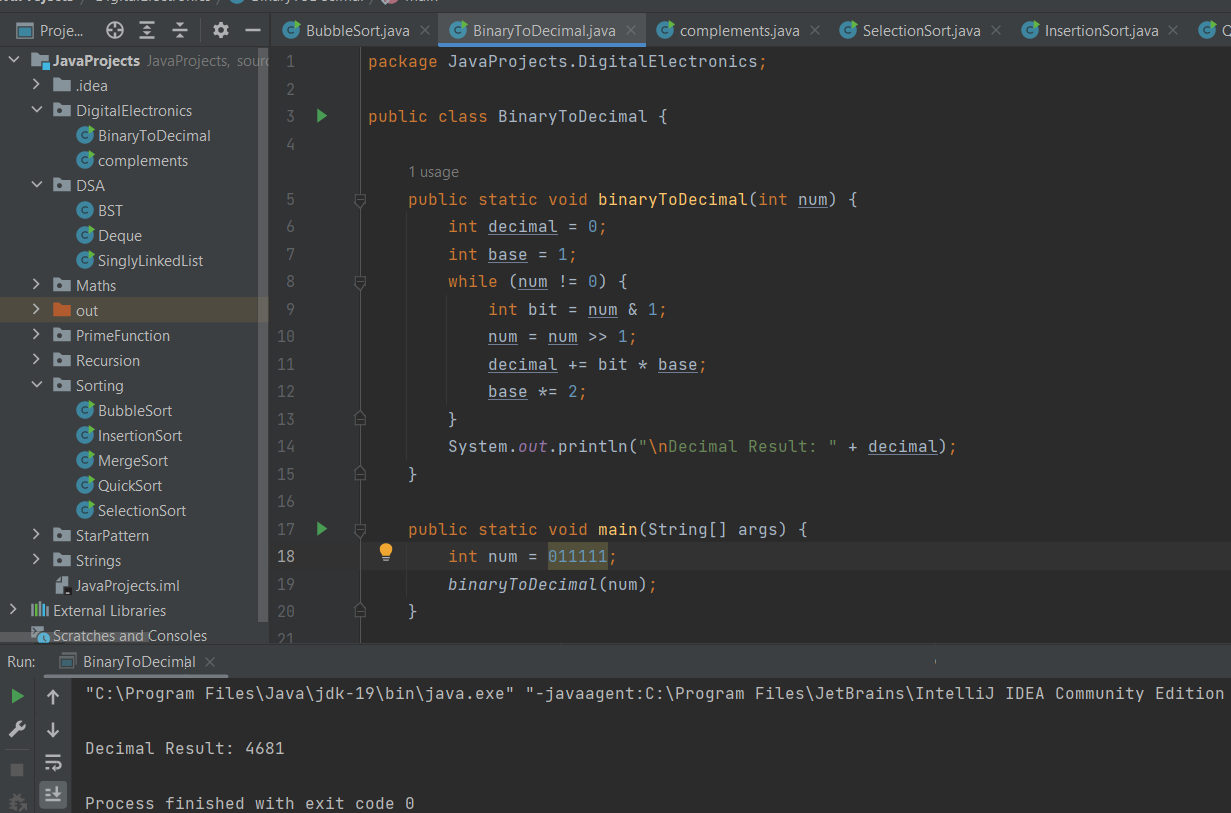 JavaProjects DigitalElectronics BinaryToDecimal main
Proje...
BubbleSort.java
BinaryToDecimal.java
complements.java
SelectionSort.java
InsertionSort.java
JavaProjects JavaProjects, sourc
.idea
DigitalElectronics
BinaryToDecimal
complements
DSA
BST
Deque
SinglyLinkedList
Maths
out
PrimeFunction
Recursion
Sorting
BubbleSort
InsertionSort
MergeSort
QuickSort
SelectionSort
StarPattern
Strings
JavaProjects.iml
External Libraries
Scratches and Consoles
1 package JavaProjects.DigitalElectronics;
2
3 public class BinaryToDecimal {
4
1 usage
5 public static void binaryToDecimal(int num) {
6 int decimal = 0;
7 int base = 1;
8 while (num != 0) {
9 int bit = num & 1;
10 num = num >> 1;
11 decimal += bit * base;
12 base *= 2;
13 }
14 System.out.println("\nDecimal Result: " + decimal);
15 }
16
17 public static void main(String[] args) {
18 int num = 011111;
19 binaryToDecimal(num);
20 }
21
Run: BinaryToDecimal
"C:\Program Files\Java\jdk-19\bin\java.exe" "-javaagent:C:\Program Files\JetBrains\IntelliJ IDEA Community Edition
Decimal Result: 4681
Process finished with exit code 0